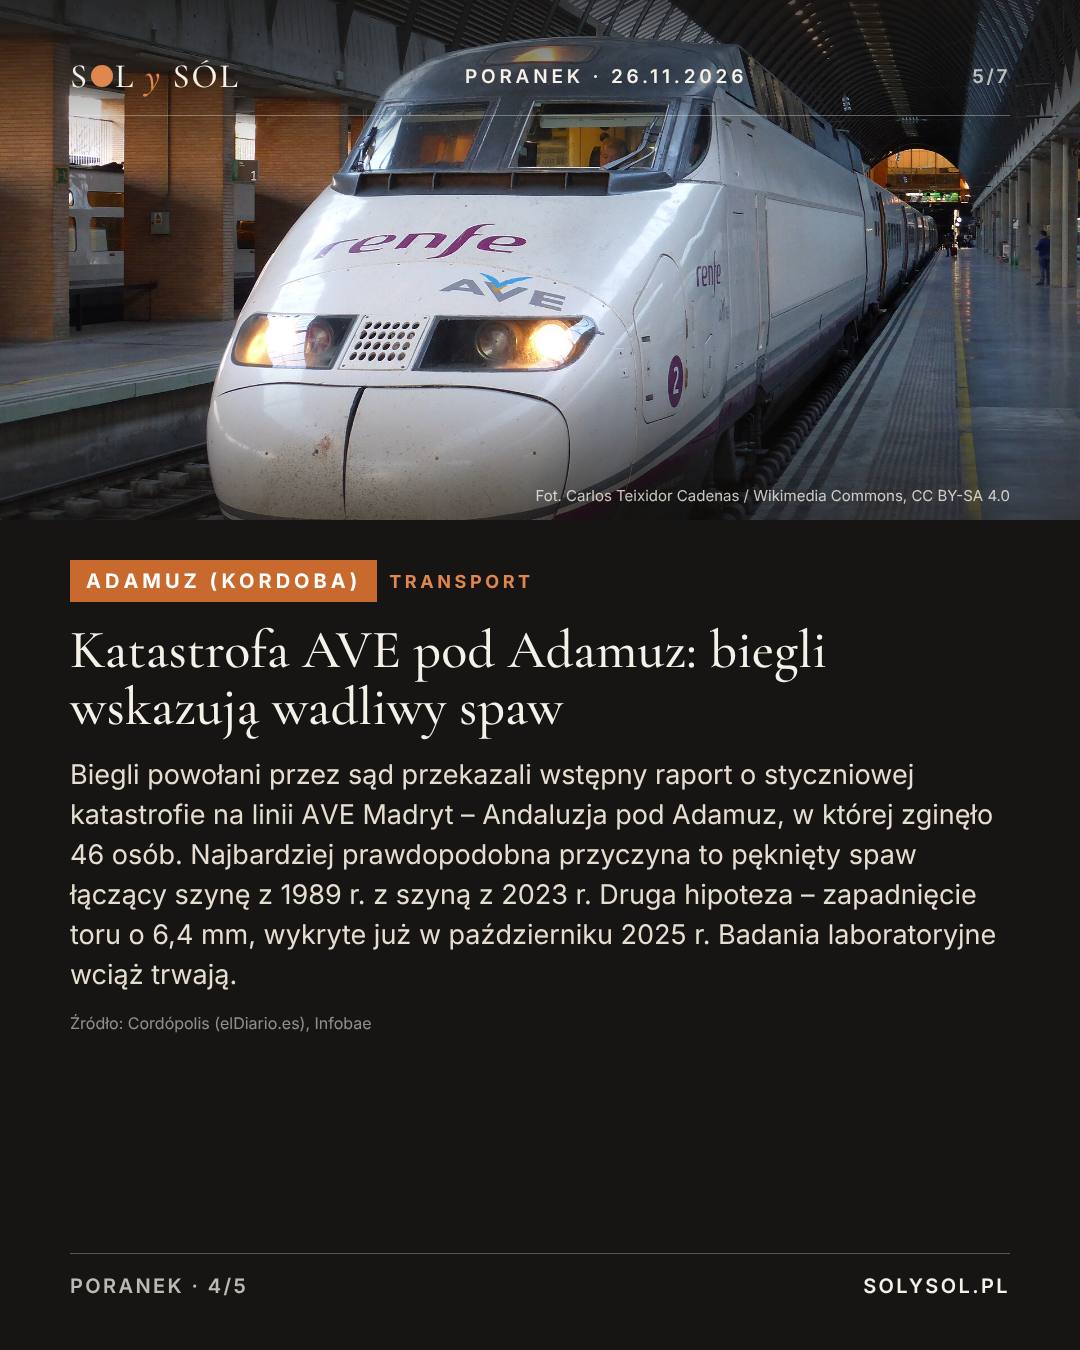 SOL y SÓL
PORANEK · 26.11.2026
5/7
1
renfe
AVE
renfe
2
Fot. Carlos Teixidor Cadenas / Wikimedia Commons, CC BY-SA 4.0
ADAMUZ (KORDOBA)
TRANSPORT
Katastrofa AVE pod Adamuz: biegli
wskazują wadliwy spaw
Biegli powołani przez sąd przekazali wstępny raport o styczniowej
katastrofie na linii AVE Madryt – Andaluzja pod Adamuz, w której zginęło
46 osób. Najbardziej prawdopodobna przyczyna to pęknięty spaw
łączący szynę z 1989 r. z szyną z 2023 r. Druga hipoteza – zapadnięcie
toru o 6,4 mm, wykryte już w październiku 2025 r. Badania laboratoryjne
wciąż trwają.
Źródło: Cordópolis (elDiario.es), Infobae
PORANEK · 4/5
SOLYSOL.PL